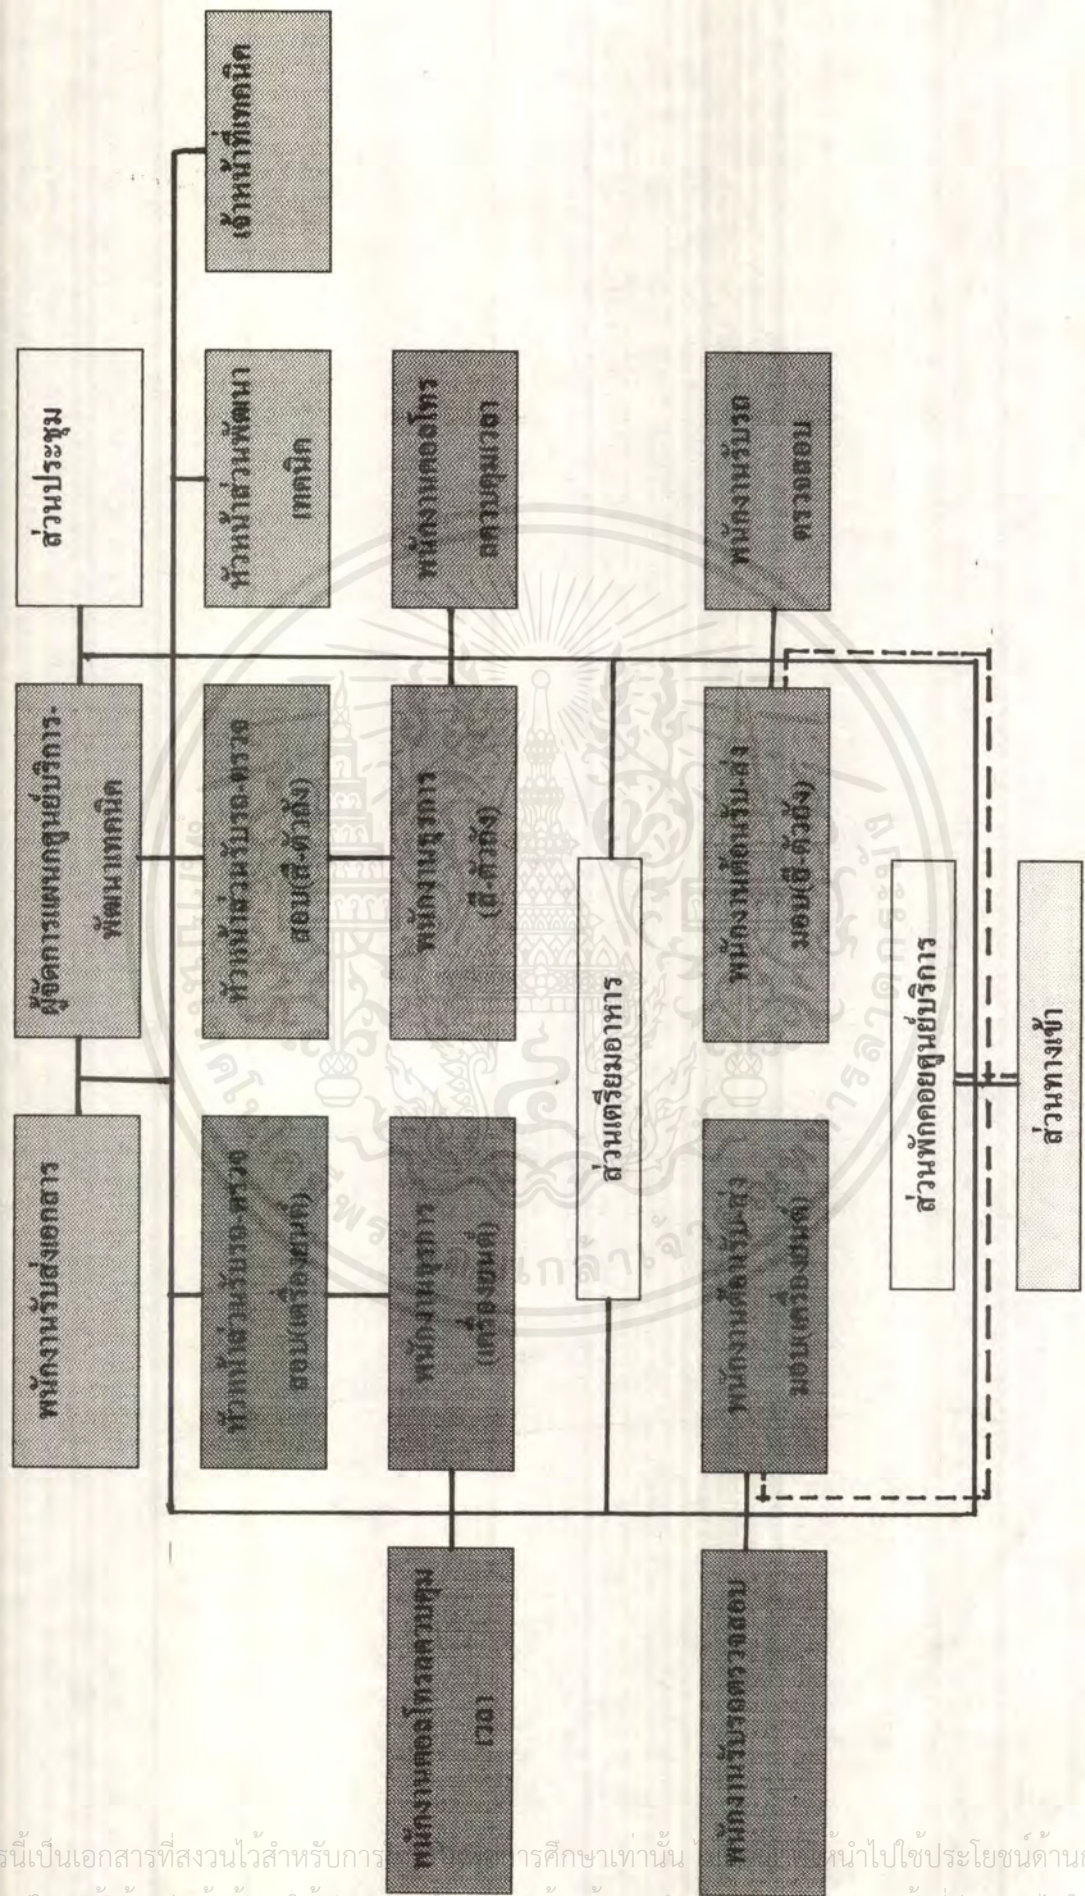 พนักงานรับส่งเอกสาร
ผู้จัดการแผนกศูนย์บริการ-
พัฒนาเทคนิค
ส่วนประชุม
หัวหน้าส่วนรับรถ-ตรวจ
สอบ(เครื่องยนต์)
หัวหน้าส่วนรับรถ-ตรวจ
สอบ(สี-ตัวถัง)
หัวหน้าส่วนพัฒนา
เทคนิค
เจ้าหน้าที่เทคนิค
พนักงานคอลโทรลควบคุม
เวลา
พนักงานธุรการ
(เครื่องยนต์)
พนักงานธุรการ
(สี-ตัวถัง)
พนักงานคอลโทร
ลควบคุมเวลา
ส่วนเตรียมอาหาร
พนักงานรับรถตรวจสอบ
พนักงานต้อนรับ-ส่ง
มอบ(เครื่องยนต์)
พนักงานต้อนรับ-ส่ง
มอบ(สี-ตัวถัง)
พนักงานรับรถ
ตรวจสอบ
ส่วนพักคอยศูนย์บริการ
ส่วนทางเข้า
รนี้เป็นเอกสารที่สงวนไว้สำหรับการ การศึกษาเท่านั้น นำไปใช้ประโยชน์ด้าน